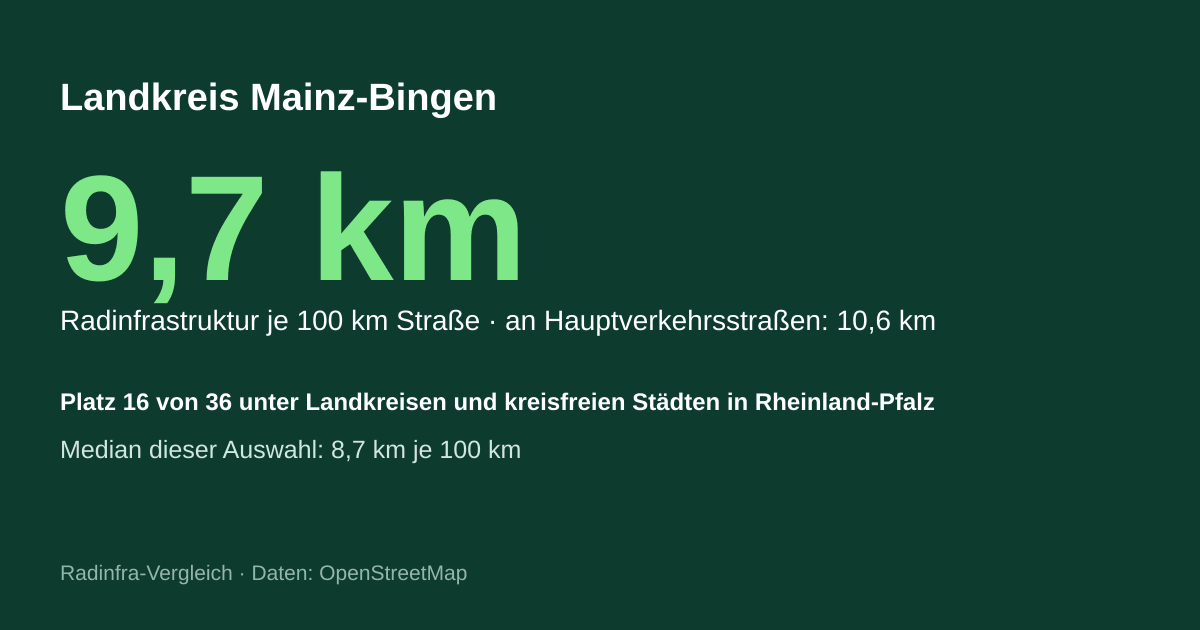 Landkreis Mainz-Bingen
9,7 km
Radinfrastruktur je 100 km Straße · an Hauptverkehrsstraßen: 10,6 km
Platz 16 von 36 unter Landkreisen und kreisfreien Städten in Rheinland-Pfalz
Median dieser Auswahl: 8,7 km je 100 km
Radinfra-Vergleich · Daten: OpenStreetMap